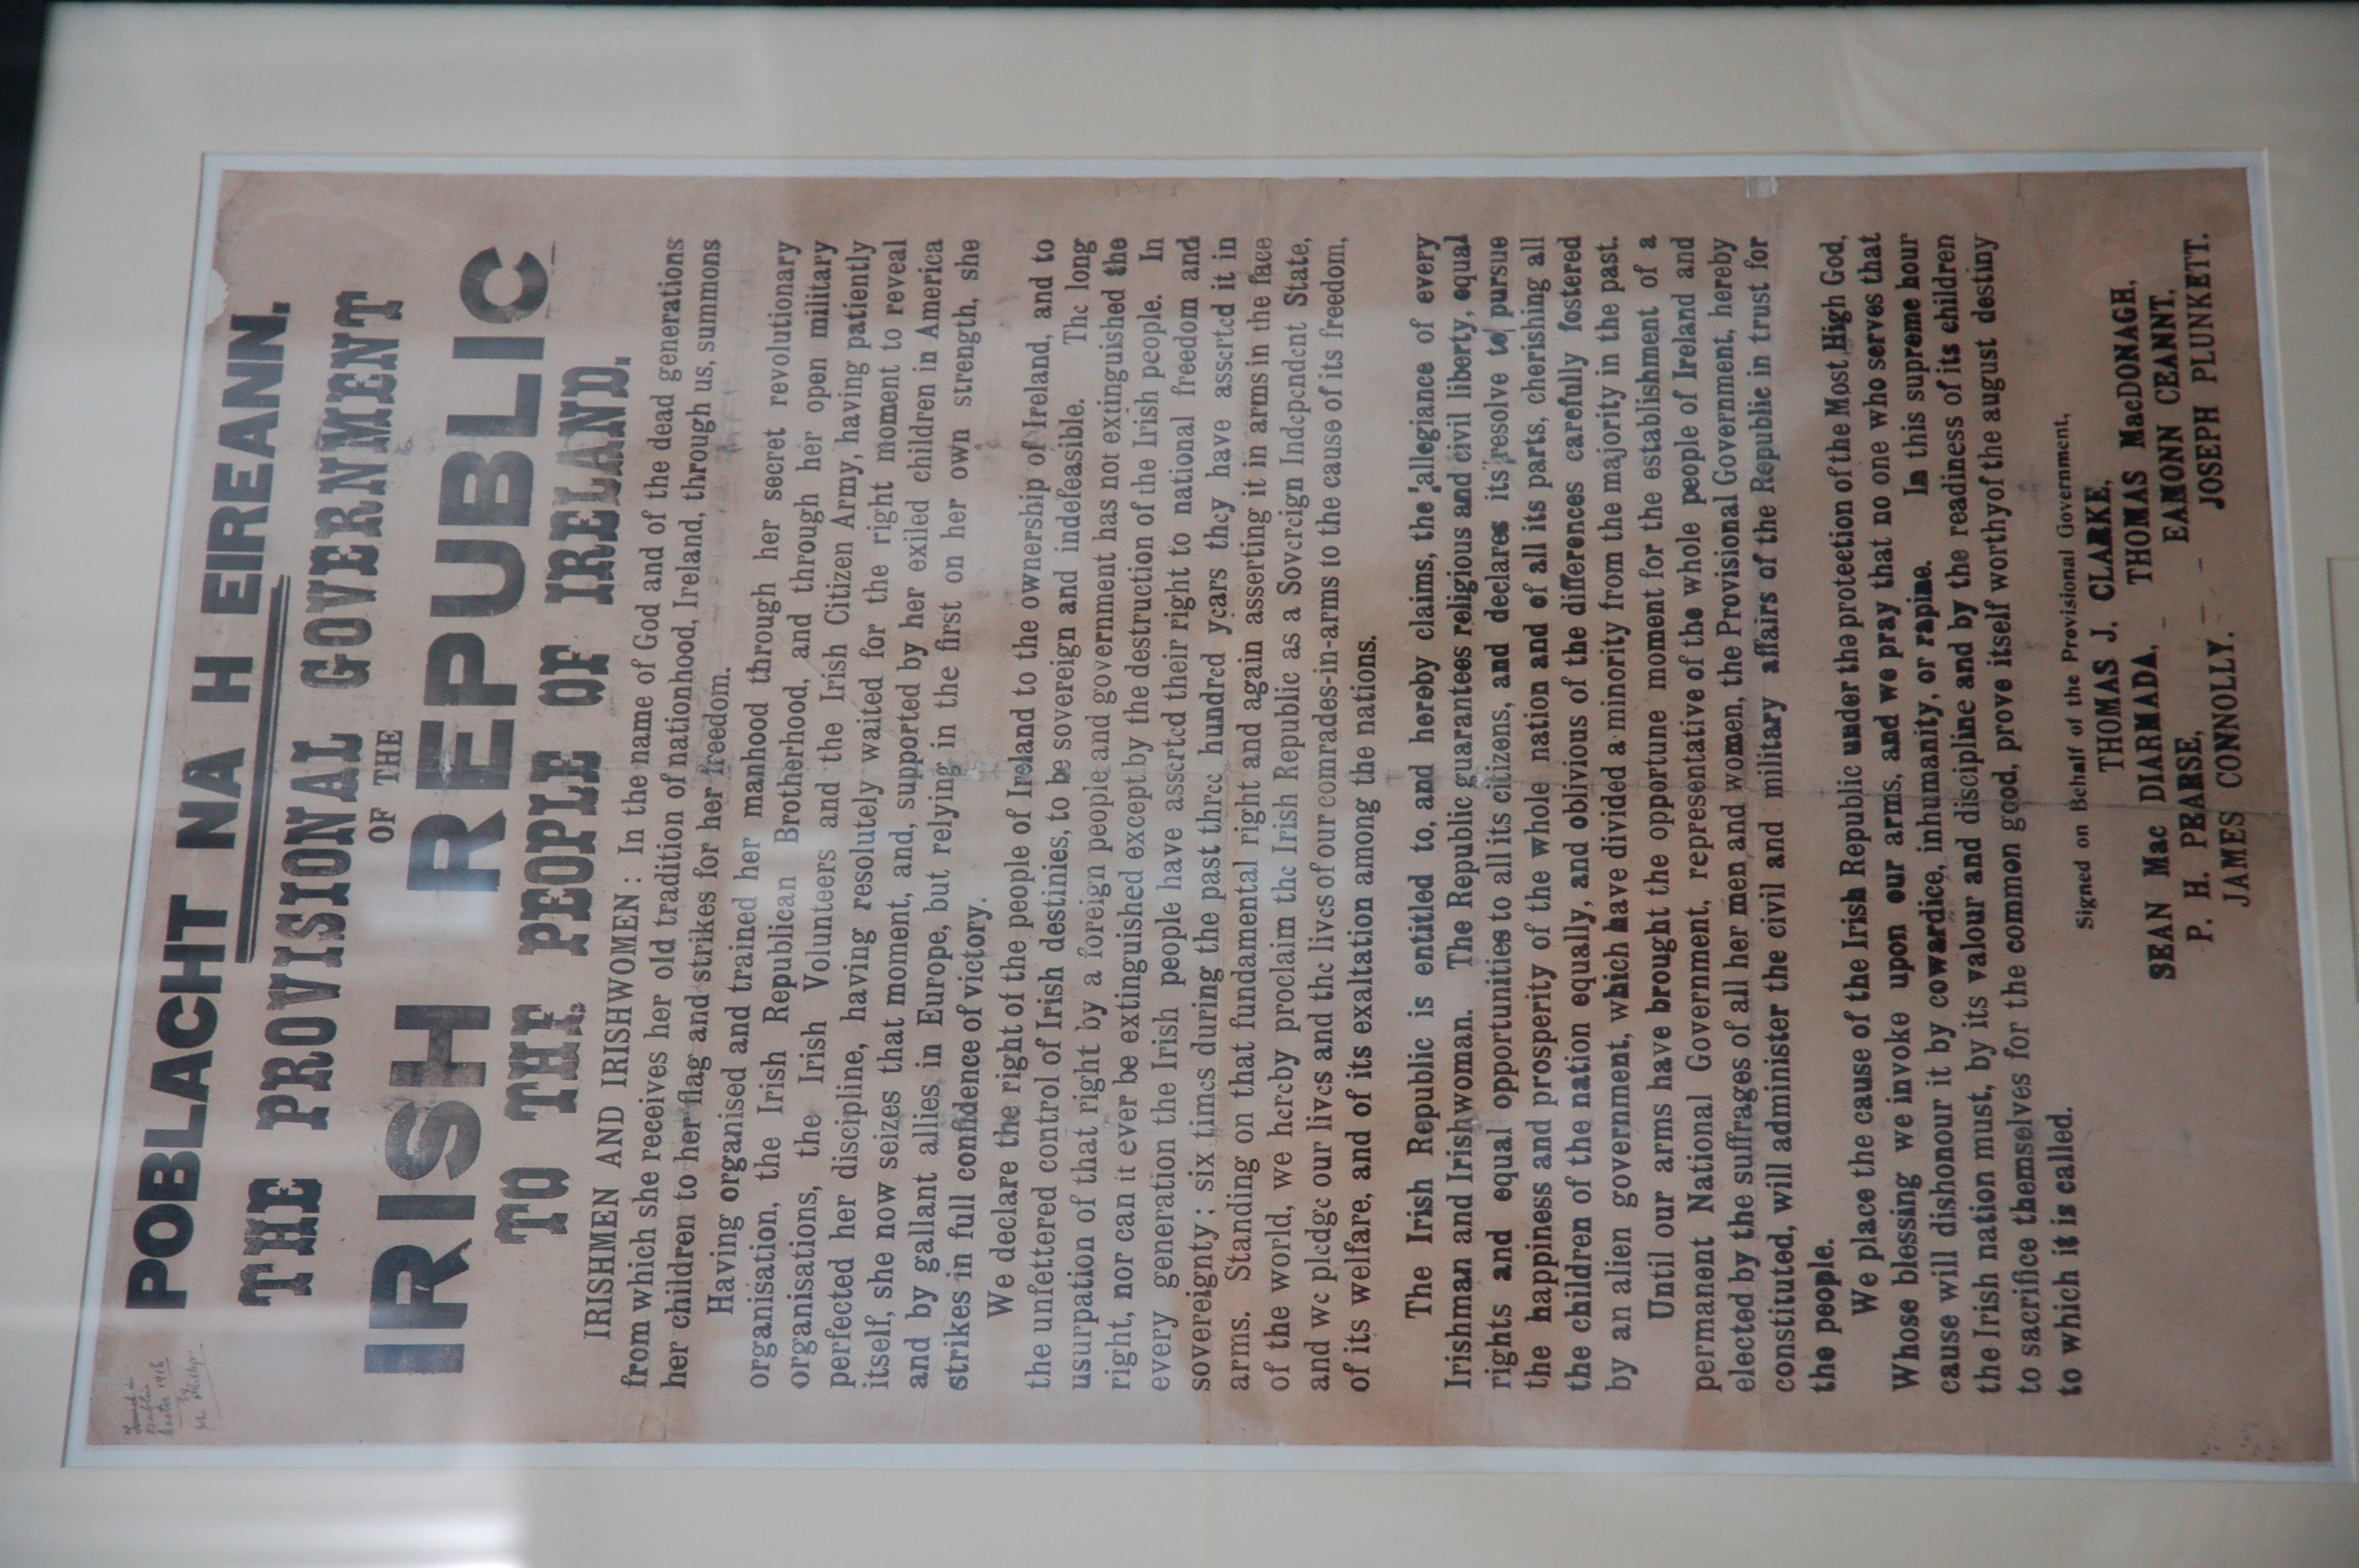 Found in
Dublin
Easter 1916
by
POBLACHT NA H EIREANN.
THE PROVISIONAL GOVERNMENT
OF THE
IRISH REPUBLIC
TO THE PEOPLE OF IRELAND.
IRISHMEN AND IRISHWOMEN : In the name of God and of the dead generations
from which she receives her old tradition of nationhood, Ireland, through us, summons
her children to her flag and strikes for her freedom.
Having organised and trained her manhood through her secret revolutionary
organisation, the Irish Republican Brotherhood, and through her open military
organisations, the Irish Volunteers and the Irish Citizen Army, having patiently
perfected her discipline, having resolutely waited for the right moment to reveal
itself, she now seizes that moment, and, supported by her exiled children in America
and by gallant allies in Europe, but relying in the first on her own strength, she
strikes in full confidence of victory.
We declare the right of the people of Ireland to the ownership of Ireland, and to
the unfettered control of Irish destinies, to be sovereign and indefeasible. The long
usurpation of that right by a foreign people and government has not extinguished the
right, nor can it ever be extinguished except by the destruction of the Irish people. In
every generation the Irish people have asserted their right to national freedom and
sovereignty ; six times during the past three hundred years they have asserted it in
arms. Standing on that fundamental right and again asserting it in arms in the face
of the world, we hereby proclaim the Irish Republic as a Sovereign Independent State,
and we pledge our lives and the lives of our comrades-in-arms to the cause of its freedom,
of its welfare, and of its exaltation among the nations.
The Irish Republic is entitled to, and hereby claims, the allegiance of every
Irishman and Irishwoman. The Republic guarantees religious and civil liberty, equal
rights and equal opportunities to all its citizens, and declares its resolve to pursue
the happiness and prosperity of the whole nation and of all its parts, cherishing all
the children of the nation equally, and oblivious of the differences carefully fostered
by an alien government, which have divided a minority from the majority in the past.
Until our arms have brought the opportune moment for the establishment of a
permanent National Government, representative of the whole people of Ireland and
elected by the suffrages of all her men and women, the Provisional Government, hereby
constituted, will administer the civil and military affairs of the Republic in trust for
the people.
We place the cause of the Irish Republic under the protection of the Most High God,
Whose blessing we invoke upon our arms, and we pray that no one who serves that
cause will dishonour it by cowardice, inhumanity, or rapine. In this supreme hour
the Irish nation must, by its valour and discipline and by the readiness of its children
to sacrifice themselves for the common good, prove itself worthy of the august destiny
to which it is called.
Signed on Behalf of the Provisional Government,
THOMAS J. CLARKE,
SEAN Mac DIARMADA, THOMAS MacDONAGH,
P. H. PEARSE, EAMONN CEANNT,
JAMES CONNOLLY. JOSEPH PLUNKETT.